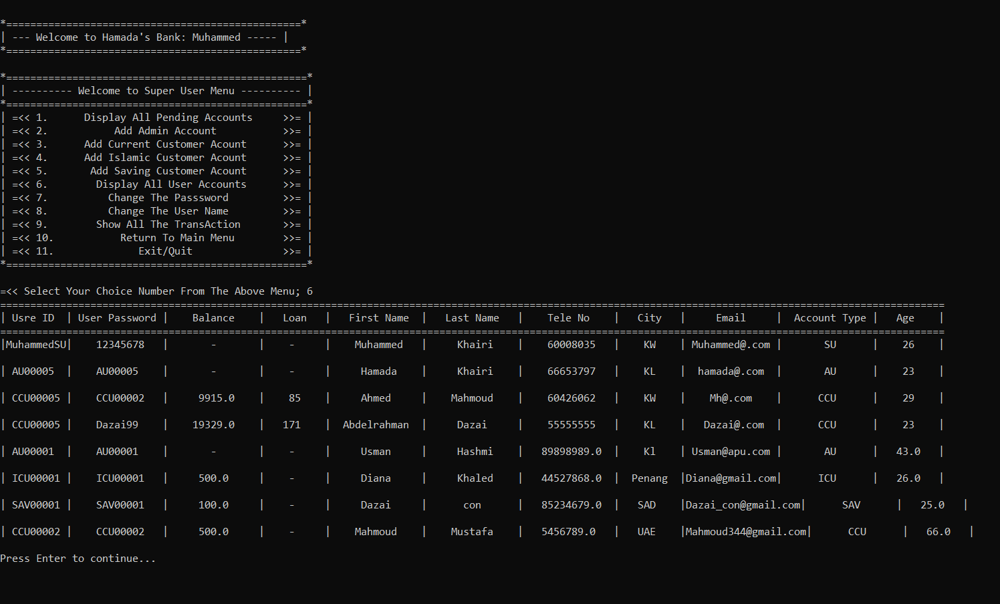 *=================================================*
| --- Welcome to Hamada's Bank: Muhammed ----- |
*=================================================*
*==================================================*
| ---------- Welcome to Super User Menu ---------- |
*==================================================*
| =<< 1. Display All Pending Accounts >>= |
| =<< 2. Add Admin Account >>= |
| =<< 3. Add Current Customer Acount >>= |
| =<< 4. Add Islamic Customer Acount >>= |
| =<< 5. Add Saving Customer Acount >>= |
| =<< 6. Display All User Accounts >>= |
| =<< 7. Change The Passsword >>= |
| =<< 8. Change The User Name >>= |
| =<< 9. Show All The TransAction >>= |
| =<< 10. Return To Main Menu >>= |
| =<< 11. Exit/Quit >>= |
*==================================================*
=<< Select Your Choice Number From The Above Menu; 6
=============================================================================================================================================================
| Usre ID | User Password | Balance | Loan | First Name | Last Name | Tele No | City | Email | Account Type | Age |
=============================================================================================================================================================
|MuhammedSU| 12345678 | - | - | Muhammed | Khairi | 60008035 | KW | Muhammed@.com | SU | 26 |
| AU00005 | AU00005 | - | - | Hamada | Khairi | 66653797 | KL | hamada@.com | AU | 23 |
| CCU00005 | CCU00002 | 9915.0 | 85 | Ahmed | Mahmoud | 60426062 | KW | Mh@.com | CCU | 29 |
| CCU00005 | Dazai99 | 19329.0 | 171 | Abdelrahman | Dazai | 55555555 | KL | Dazai@.com | CCU | 23 |
| AU00001 | AU00001 | - | - | Usman | Hashmi | 89898989.0 | Kl | Usman@apu.com | AU | 43.0 |
| ICU00001 | ICU00001 | 500.0 | - | Diana | Khaled | 44527868.0 | Penang |Diana@gmail.com| ICU | 26.0 |
| SAV00001 | SAV00001 | 100.0 | - | Dazai | con | 85234679.0 | SAD |Dazai_con@gmail.com| SAV | 25.0 |
| CCU00002 | CCU00002 | 500.0 | - | Mahmoud | Mustafa | 5456789.0 | UAE |Mahmoud344@gmail.com| CCU | 66.0 |
Press Enter to continue...